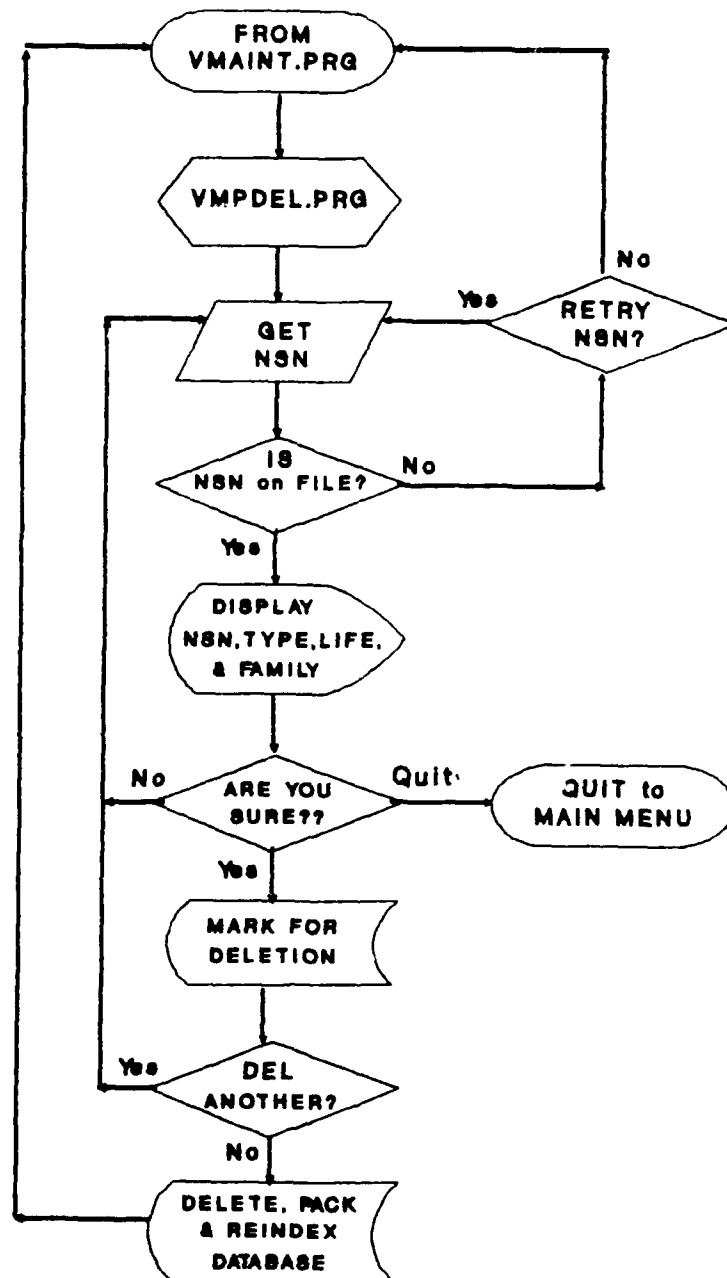 FROM
VMAINT.PRG
VMPDEL.PRG
No
Yes
RETRY
NSN?
GET
NSN
IS
NSN on FILE?
No
Yes
DISPLAY
NSN, TYPE, LIFE,
& FAMILY
No
ARE YOU
SURE??
Quit
QUIT to
MAIN MENU
Yes
MARK FOR
DELETION
Yes
DEL
ANOTHER?
No
DELETE, PACK
& REINDEX
DATABASE